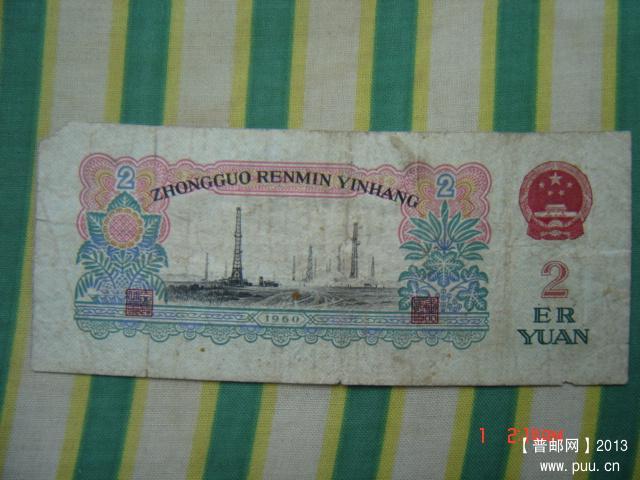 2
ZHONGGUO RENMIN YINHANG
2
1960
2
ER
YUAN
【普邮网】2013
www.puu.cn